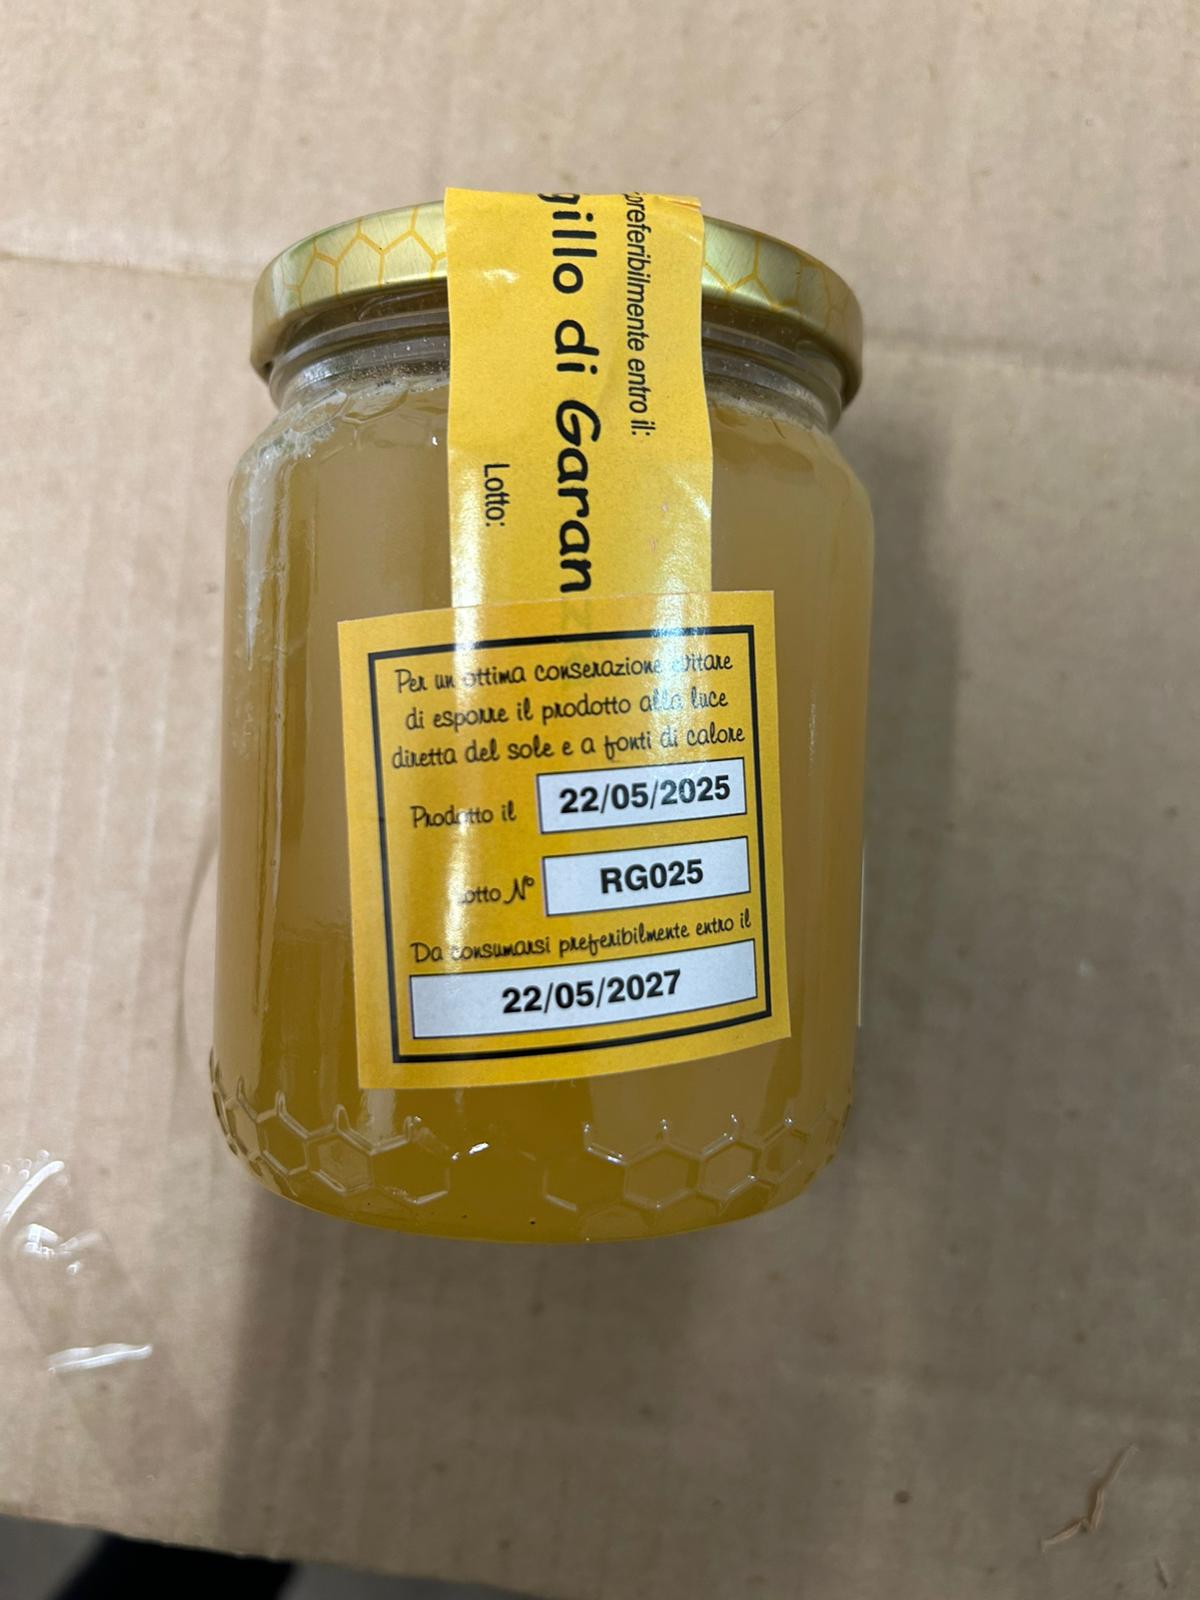 preferibilmente entro il:
gillo di Garan
Lotto:
Per un ottima conserazione evitare
di esporre il prodotto alla luce
diretta del sole e a fonti di calore
Prodotto il 22/05/2025
Lotto N° RG025
Da consumarsi preferibilmente entro il
22/05/2027